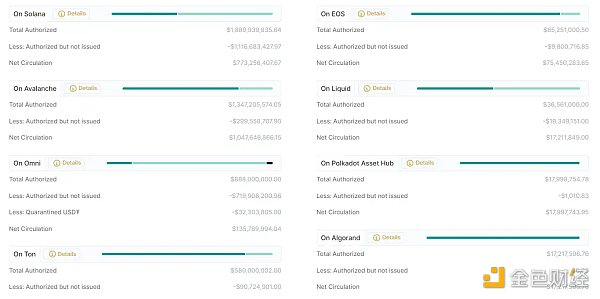 On Solana Details
Total Authorized $1,889,939,835.64
Less: Authorized but not issued -$1,116,683,427.97
Net Circulation $773,256,407.67
On Avalanche Details
Total Authorized $1,347,205,574.05
Less: Authorized but not issued -$299,558,707.90
Net Circulation $1,047,646,866.15
On Omni Details
Total Authorized $888,000,000.00
Less: Authorized but not issued -$719,908,200.96
Less: Quarantined USD₮ -$32,303,805.00
Net Circulation $135,789,994.04
On Ton Details
Total Authorized $580,000,002.00
Less: Authorized but not issued -$90,724,901.00
On EOS Details
Total Authorized $85,251,000.50
Less: Authorized but not issued -$9,800,716.85
Net Circulation $75,450,283.65
On Liquid Details
Total Authorized $36,561,000.00
Less: Authorized but not issued -$19,349,151.00
Net Circulation $17,211,849.00
On Polkadot Asset Hub Details
Total Authorized $17,998,754.78
Less: Authorized but not issued -$1,010.83
Net Circulation $17,997,743.95
On Algorand Details
Total Authorized $17,217,596.76
Less: Authorized but not issued
Net Circulation
金色财经